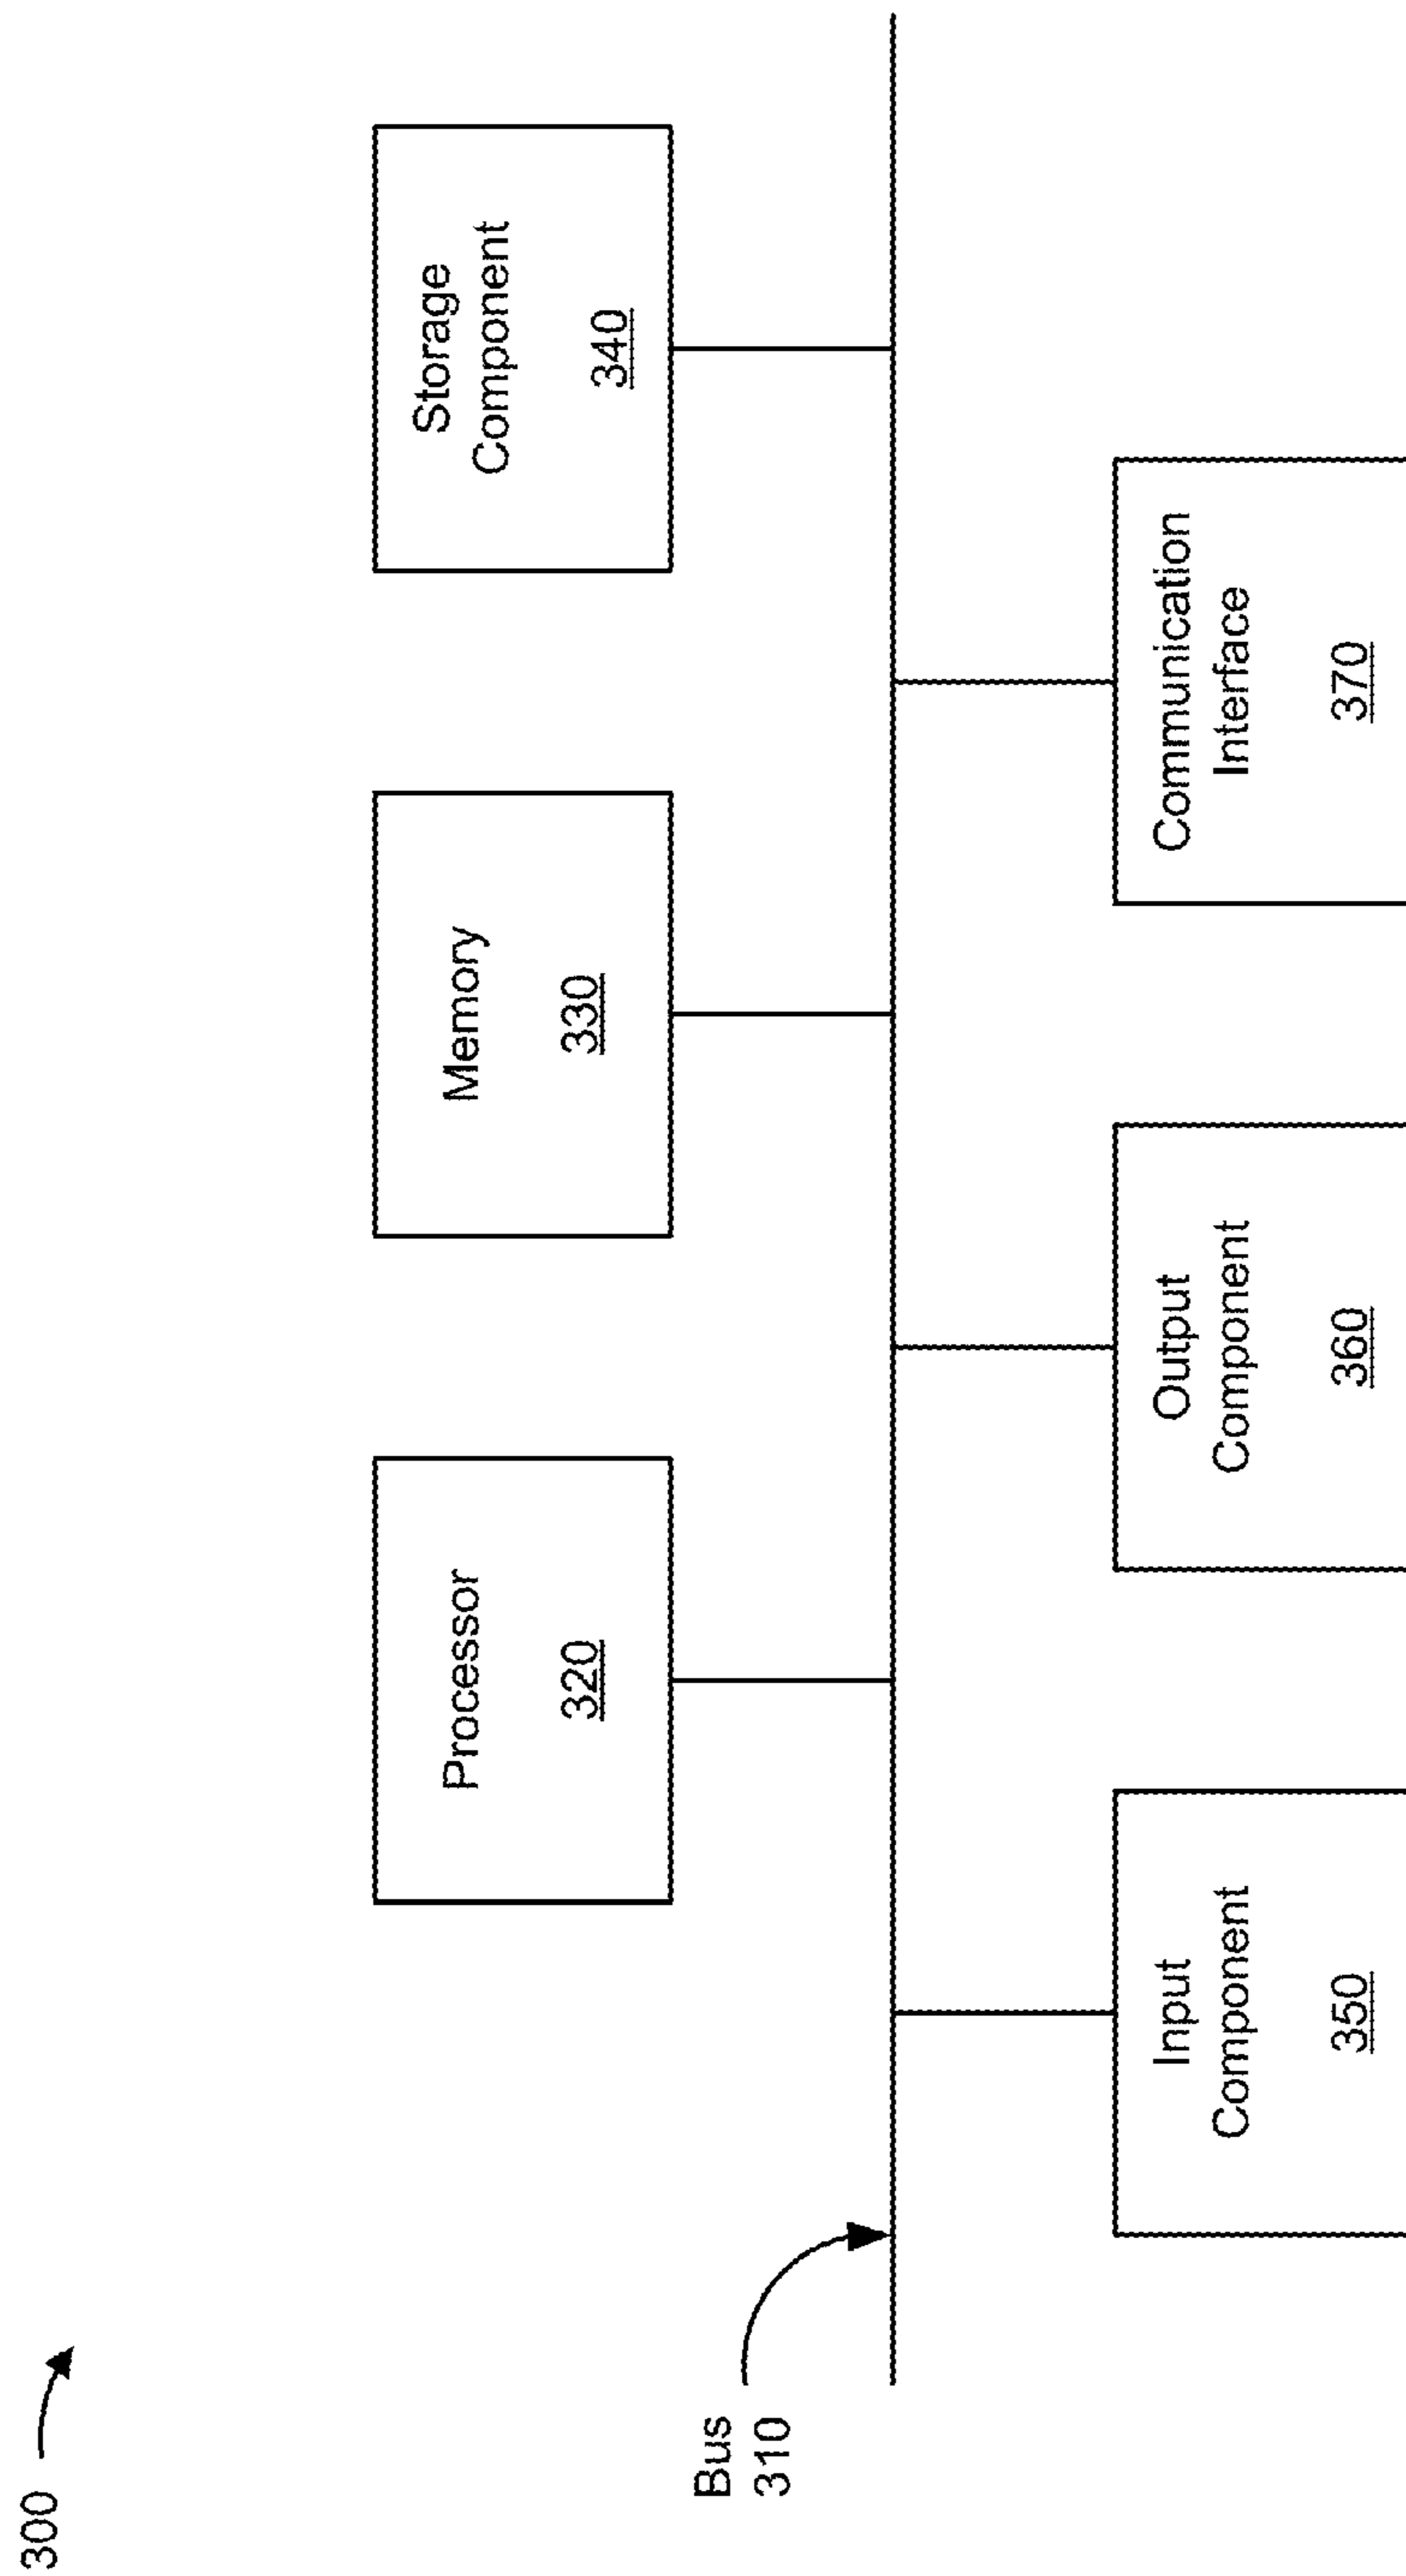 300
Bus
310
Processor
320
Memory
330
Storage
Component
340
Input
Component
350
Output
Component
360
Communication
Interface
370